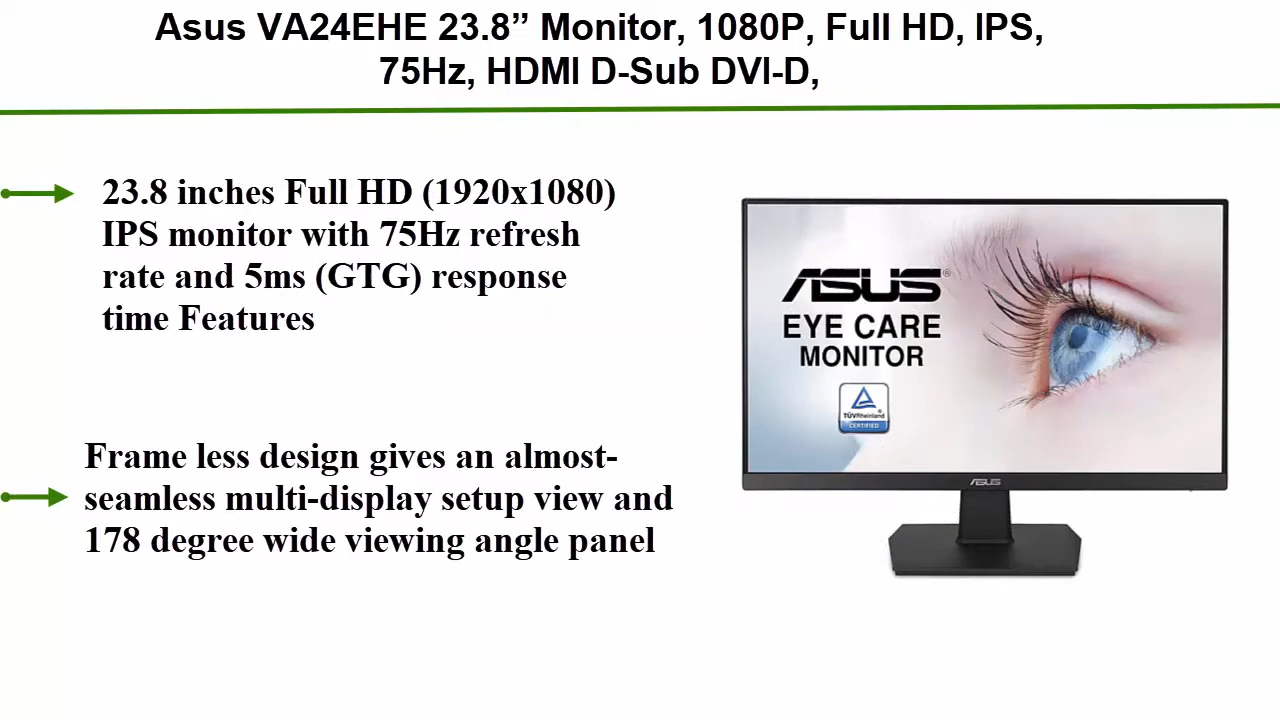 Asus VA24EHE 23.8” Monitor, 1080P, Full HD, IPS,
75Hz, HDMI D-Sub DVI-D,
23.8 inches Full HD (1920x1080)
IPS monitor with 75Hz refresh
rate and 5ms (GTG) response
time Features
Frame less design gives an almost-
seamless multi-display setup view and
178 degree wide viewing angle panel
ASUS®
EYE CARE
MONITOR
TÜVRheinland®
CERTIFIED
ASUS